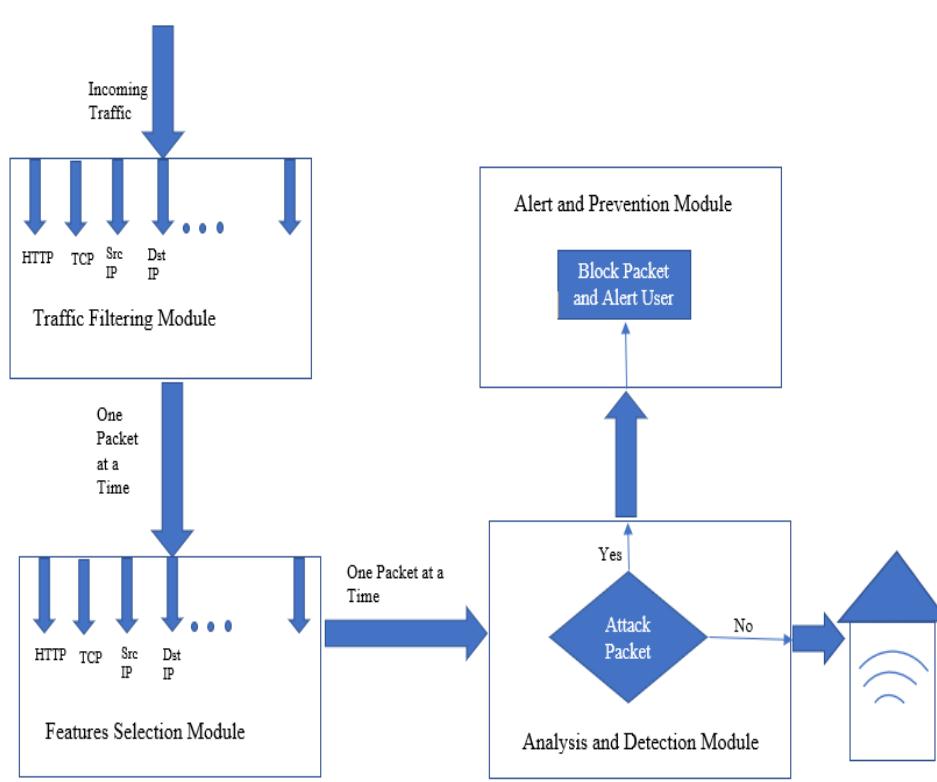 Incoming
Traffic
HTTP
TCP
Src
IP
Dst
IP
Traffic Filtering Module
One
Packet
at a
Time
HTTP
TCP
Src
IP
Dst
IP
Features Selection Module
One Packet at a
Time
Alert and Prevention Module
Block Packet
and Alert User
Yes
Attack
Packet
No
Analysis and Detection Module